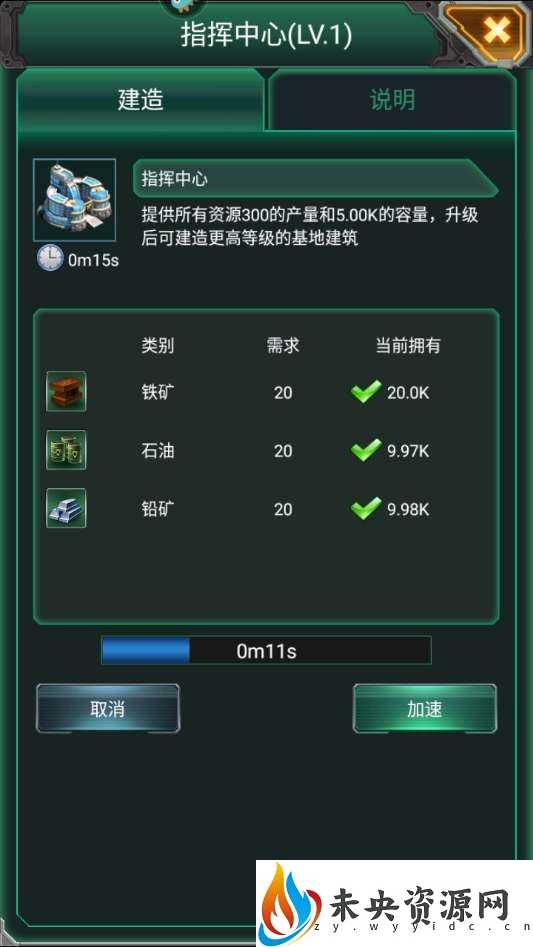 指挥中心(LV.1)
建造
说明
指挥中心
提供所有资源300的产量和5.00K的容量，升级
后可建造更高等级的基地建筑
0m15s
类别 需求 当前拥有
铁矿 20 20.0K
石油 20 9.97K
铅矿 20 9.98K
0m11s
取消
加速
未央资源网
zy.wyyidc.cn